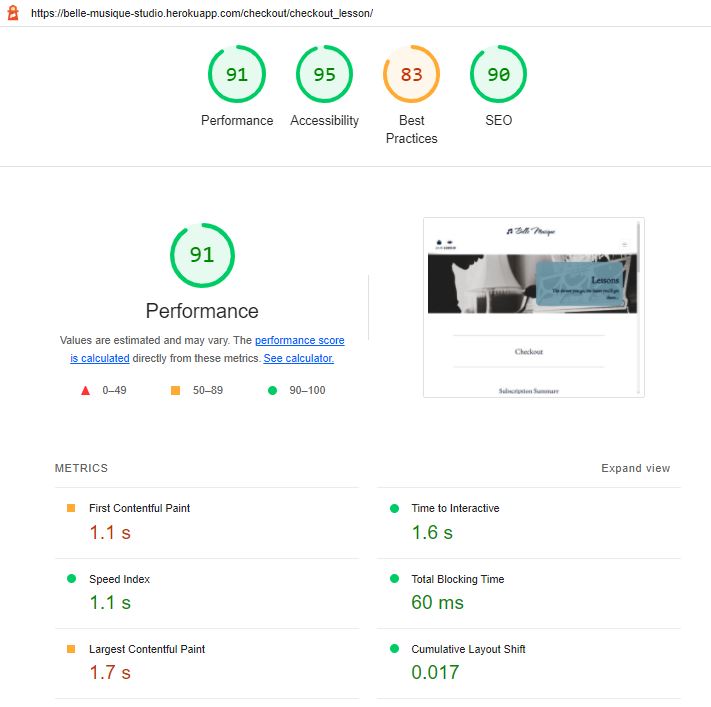 https://belle-musique-studio.herokuapp.com/checkout/checkout_lesson/
91 95 83 90
Performance Accessibility Best Practices SEO
91
Performance
Values are estimated and may vary. The performance score
is calculated directly from these metrics. See calculator.
0–49 50–89 90–100
Belle Musique
Lessons
Checkout
Subscription Summary
METRICS Expand view
First Contentful Paint
1.1 s
Time to Interactive
1.6 s
Speed Index
1.1 s
Total Blocking Time
60 ms
Largest Contentful Paint
1.7 s
Cumulative Layout Shift
0.017